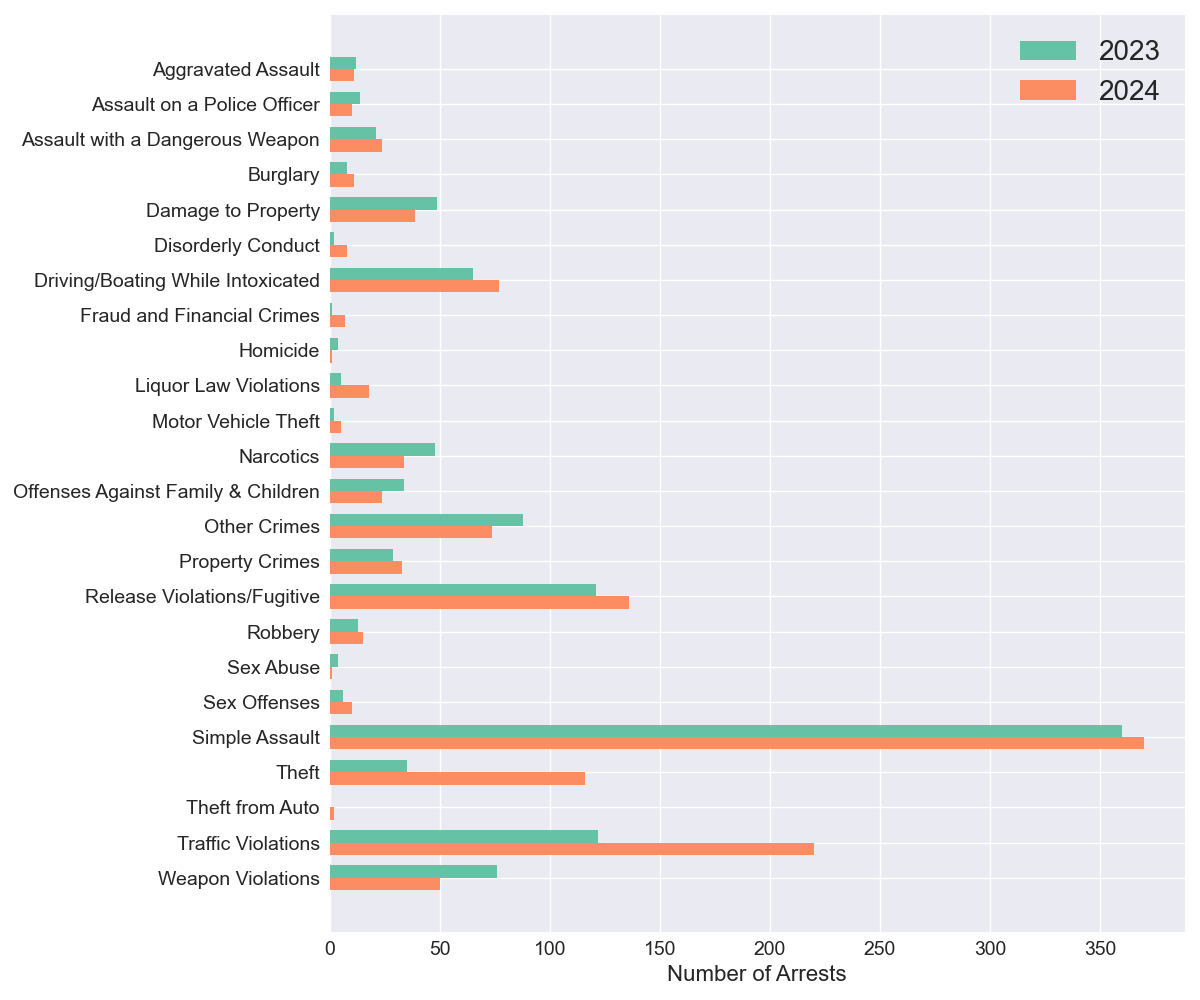 2023
2024
Aggravated Assault
Assault on a Police Officer
Assault with a Dangerous Weapon
Burglary
Damage to Property
Disorderly Conduct
Driving/Boating While Intoxicated
Fraud and Financial Crimes
Homicide
Liquor Law Violations
Motor Vehicle Theft
Narcotics
Offenses Against Family & Children
Other Crimes
Property Crimes
Release Violations/Fugitive
Robbery
Sex Abuse
Sex Offenses
Simple Assault
Theft
Theft from Auto
Traffic Violations
Weapon Violations
0 50 100 150 200 250 300 350
Number of Arrests